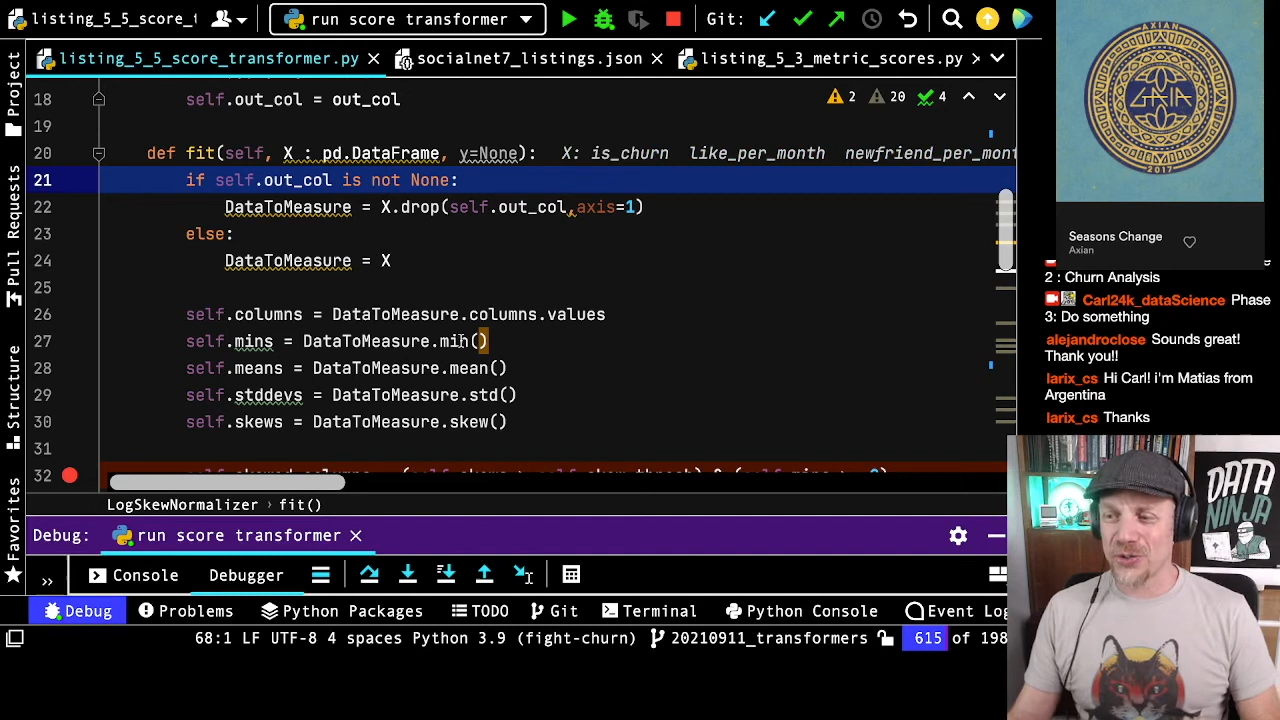 listing_5_5_score_t
run score transformer
Git:
listing_5_5_score_transformer.py
socialnet7_listings.json
listing_5_3_metric_scores.py
2 20 4
18 self.out_col = out_col
19
20 def fit(self, X : pd.DataFrame, y=None): X: is_churn like_per_month newfriend_per_mont
21 if self.out_col is not None:
22 DataToMeasure = X.drop(self.out_col,axis=1)
23 else:
24 DataToMeasure = X
25
26 self.columns = DataToMeasure.columns.values
27 self.mins = DataToMeasure.min()
28 self.means = DataToMeasure.mean()
29 self.stddevs = DataToMeasure.std()
30 self.skews = DataToMeasure.skew()
31
32
LogSkewNormalizer › fit()
Debug: run score transformer
» Console Debugger
Debug Problems Python Packages TODO Git Terminal Python Console Event Log
68:1 LF UTF-8 4 spaces Python 3.9 (fight-churn) 20210911_transformers 615 of 198
Project
Pull Requests
Structure
Favorites
AXIAN
2017
Seasons Change
Axian
2 : Churn Analysis
Carl24k_dataScience Phase
3: Do something
alejandroclose Sounds great!
Thank you!!
larix_cs Hi Carl! i'm Matias from
Argentina
larix_cs Thanks
DATA
NINJA